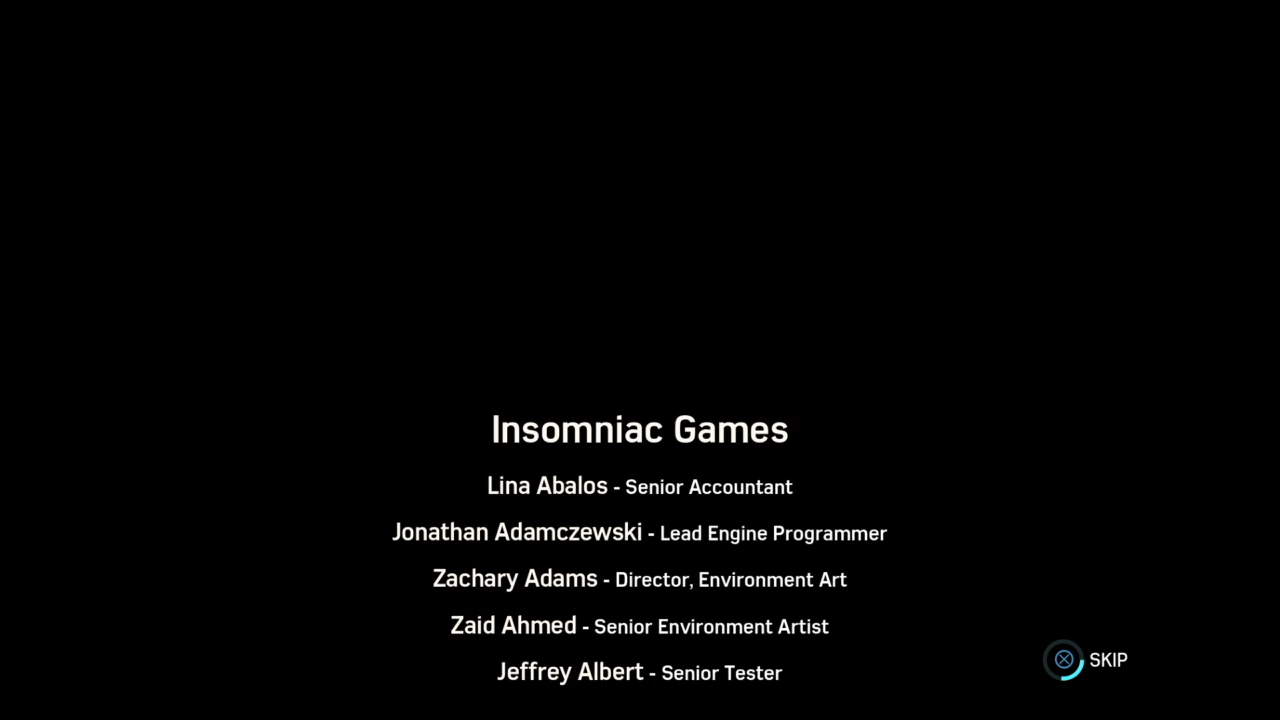 Insomniac Games
Lina Abalos - Senior Accountant
Jonathan Adamczewski - Lead Engine Programmer
Zachary Adams - Director, Environment Art
Zaid Ahmed - Senior Environment Artist
Jeffrey Albert - Senior Tester
SKIP